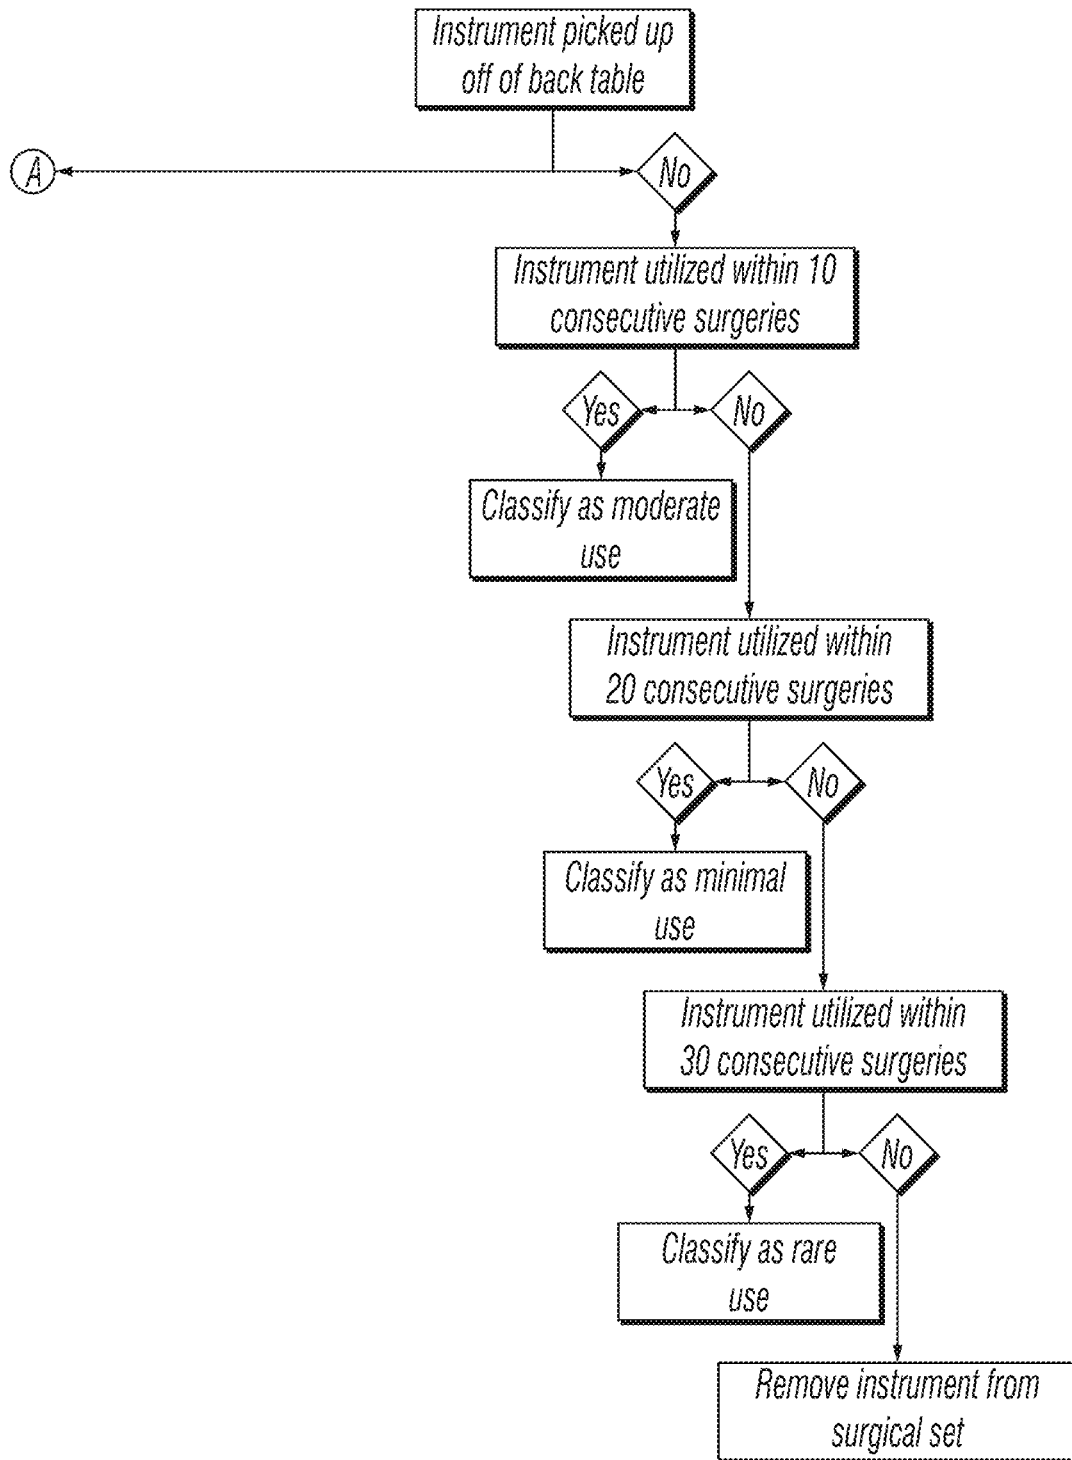 Instrument picked up
off of back table
A
No
Instrument utilized within 10
consecutive surgeries
Yes
No
Classify as moderate
use
Instrument utilized within
20 consecutive surgeries
Yes
No
Classify as minimal
use
Instrument utilized within
30 consecutive surgeries
Yes
No
Classify as rare
use
Remove instrument from
surgical set